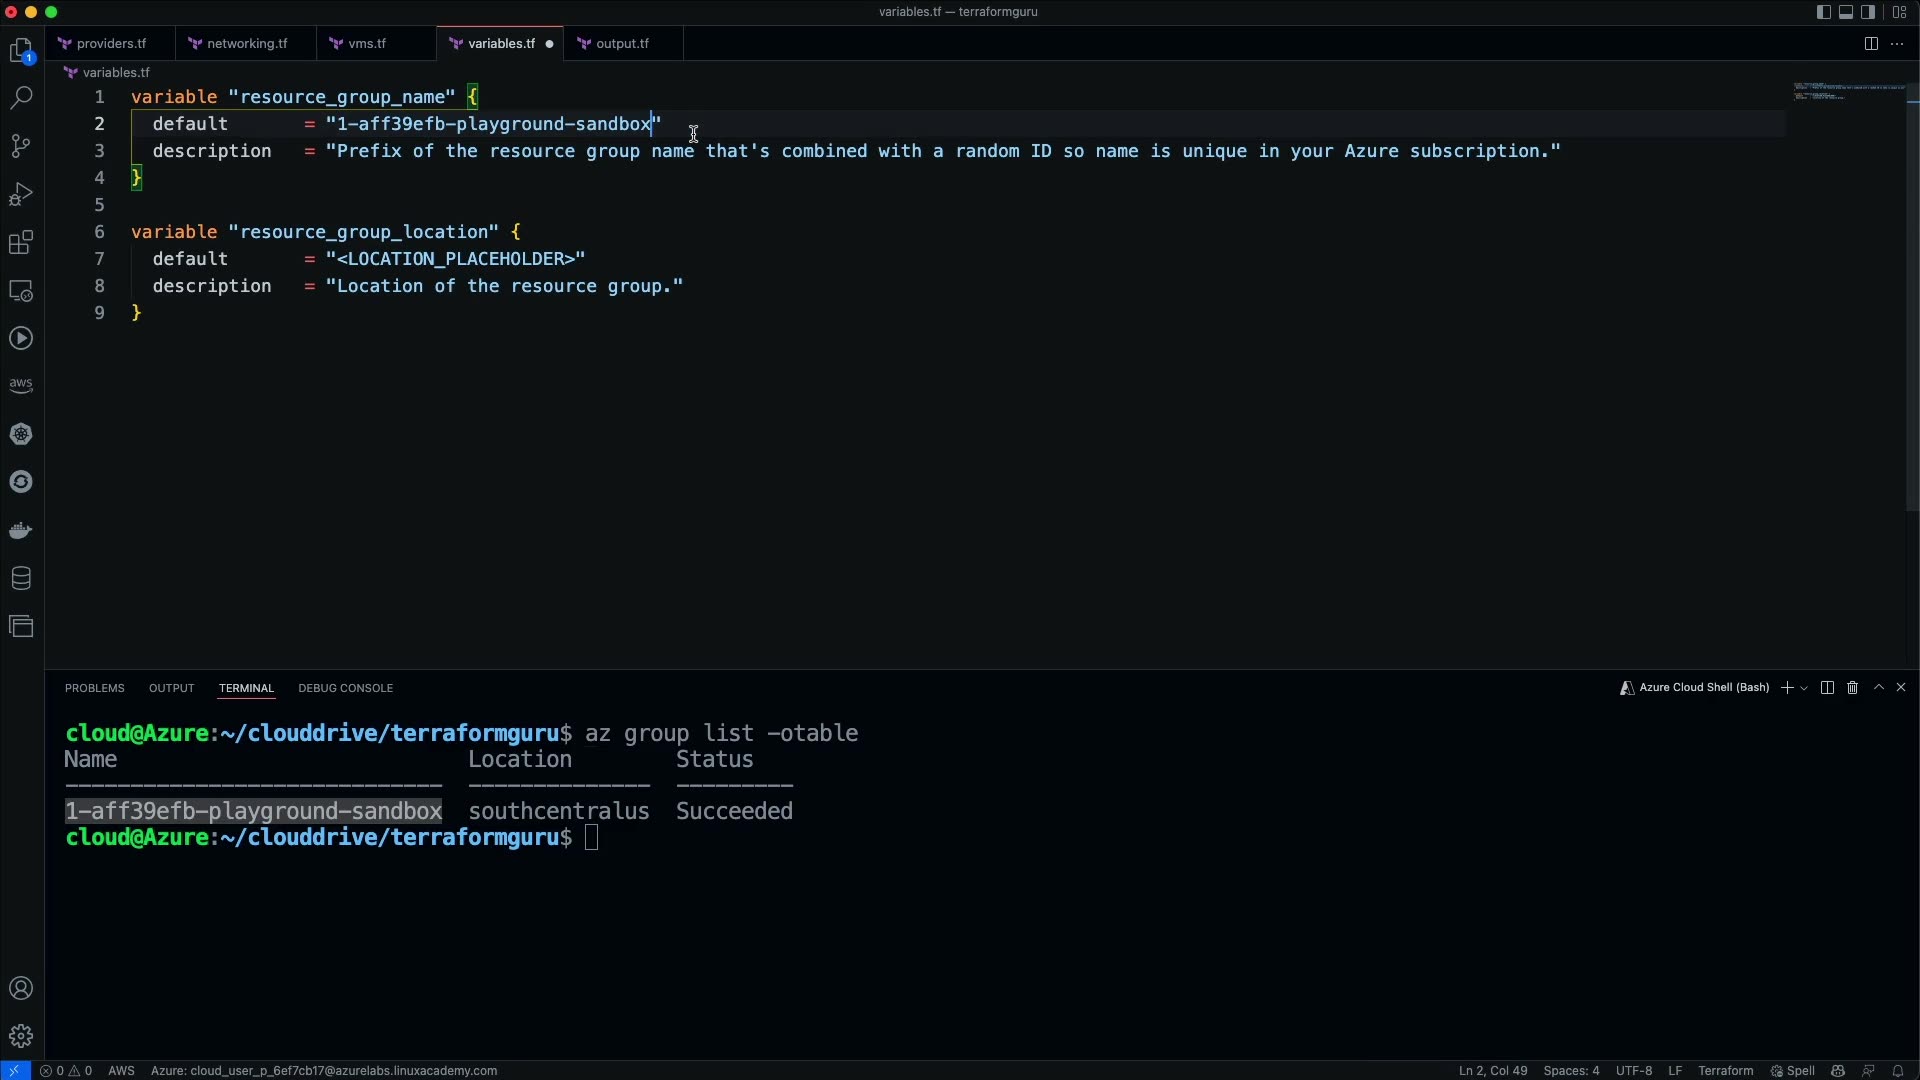 variables.tf — terraformguru
providers.tf
networking.tf
vms.tf
variables.tf
output.tf
variables.tf
1 variable "resource_group_name" {
2   default       = "1-aff39efb-playground-sandbox"
3   description   = "Prefix of the resource group name that's combined with a random ID so name is unique in your Azure subscription."
4 }
5
6 variable "resource_group_location" {
7   default       = "<LOCATION_PLACEHOLDER>"
8   description   = "Location of the resource group."
9 }
1
aws
PROBLEMS OUTPUT TERMINAL DEBUG CONSOLE
Azure Cloud Shell (Bash)
cloud@Azure:~/clouddrive/terraformguru$ az group list -otable
Name Location Status
----------------------------- -------------- ---------
1-aff39efb-playground-sandbox southcentralus Succeeded
cloud@Azure:~/clouddrive/terraformguru$
0 0 AWS Azure: cloud_user_p_6ef7cb17@azurelabs.linuxacademy.com
Ln 2, Col 49 Spaces: 4 UTF-8 LF Terraform Spell